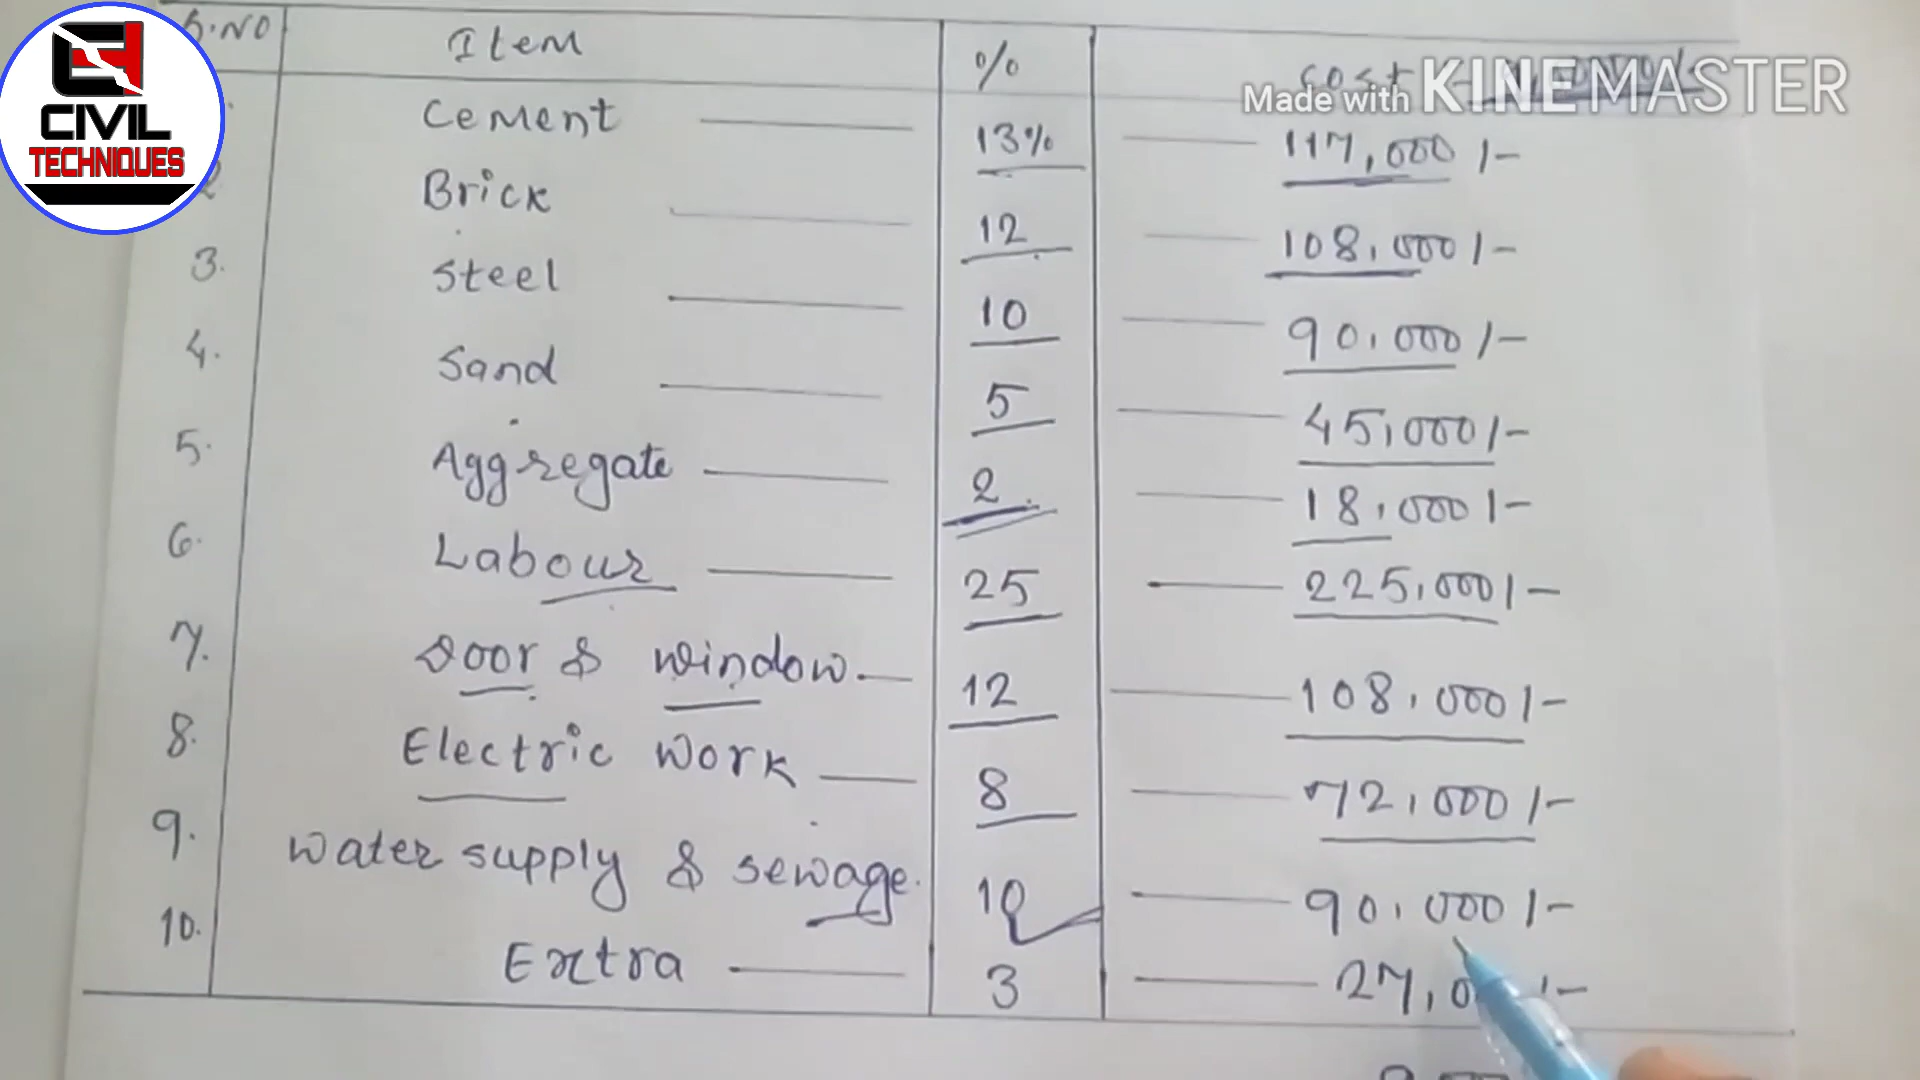 S.NO Item % cost
Made with KINEMASTER
CIVIL
TECHNIQUES
Cement 13% 117,000/-
2 Brick 12 108,000/-
3. Steel 10 90,000/-
4. Sand 5 45,000/-
5. Aggregate 2 18,000/-
6. Labour 25 225,000/-
7. Door & window. 12 108,000/-
8. Electric work 8 72,000/-
9. water supply & sewage. 10 90,000/-
10. Extra 3 27,0 /-